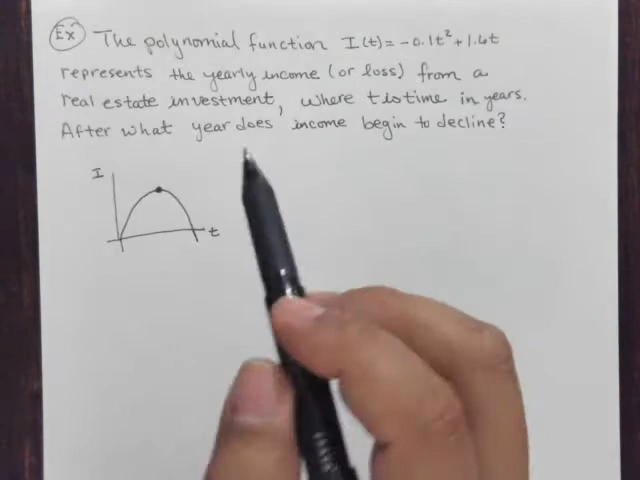 Ex The polynomial function I(t) = -0.1t² + 1.6t
represents the yearly income (or loss) from a
real estate investment, where t is time in years.
After what year does income begin to decline?
I
t